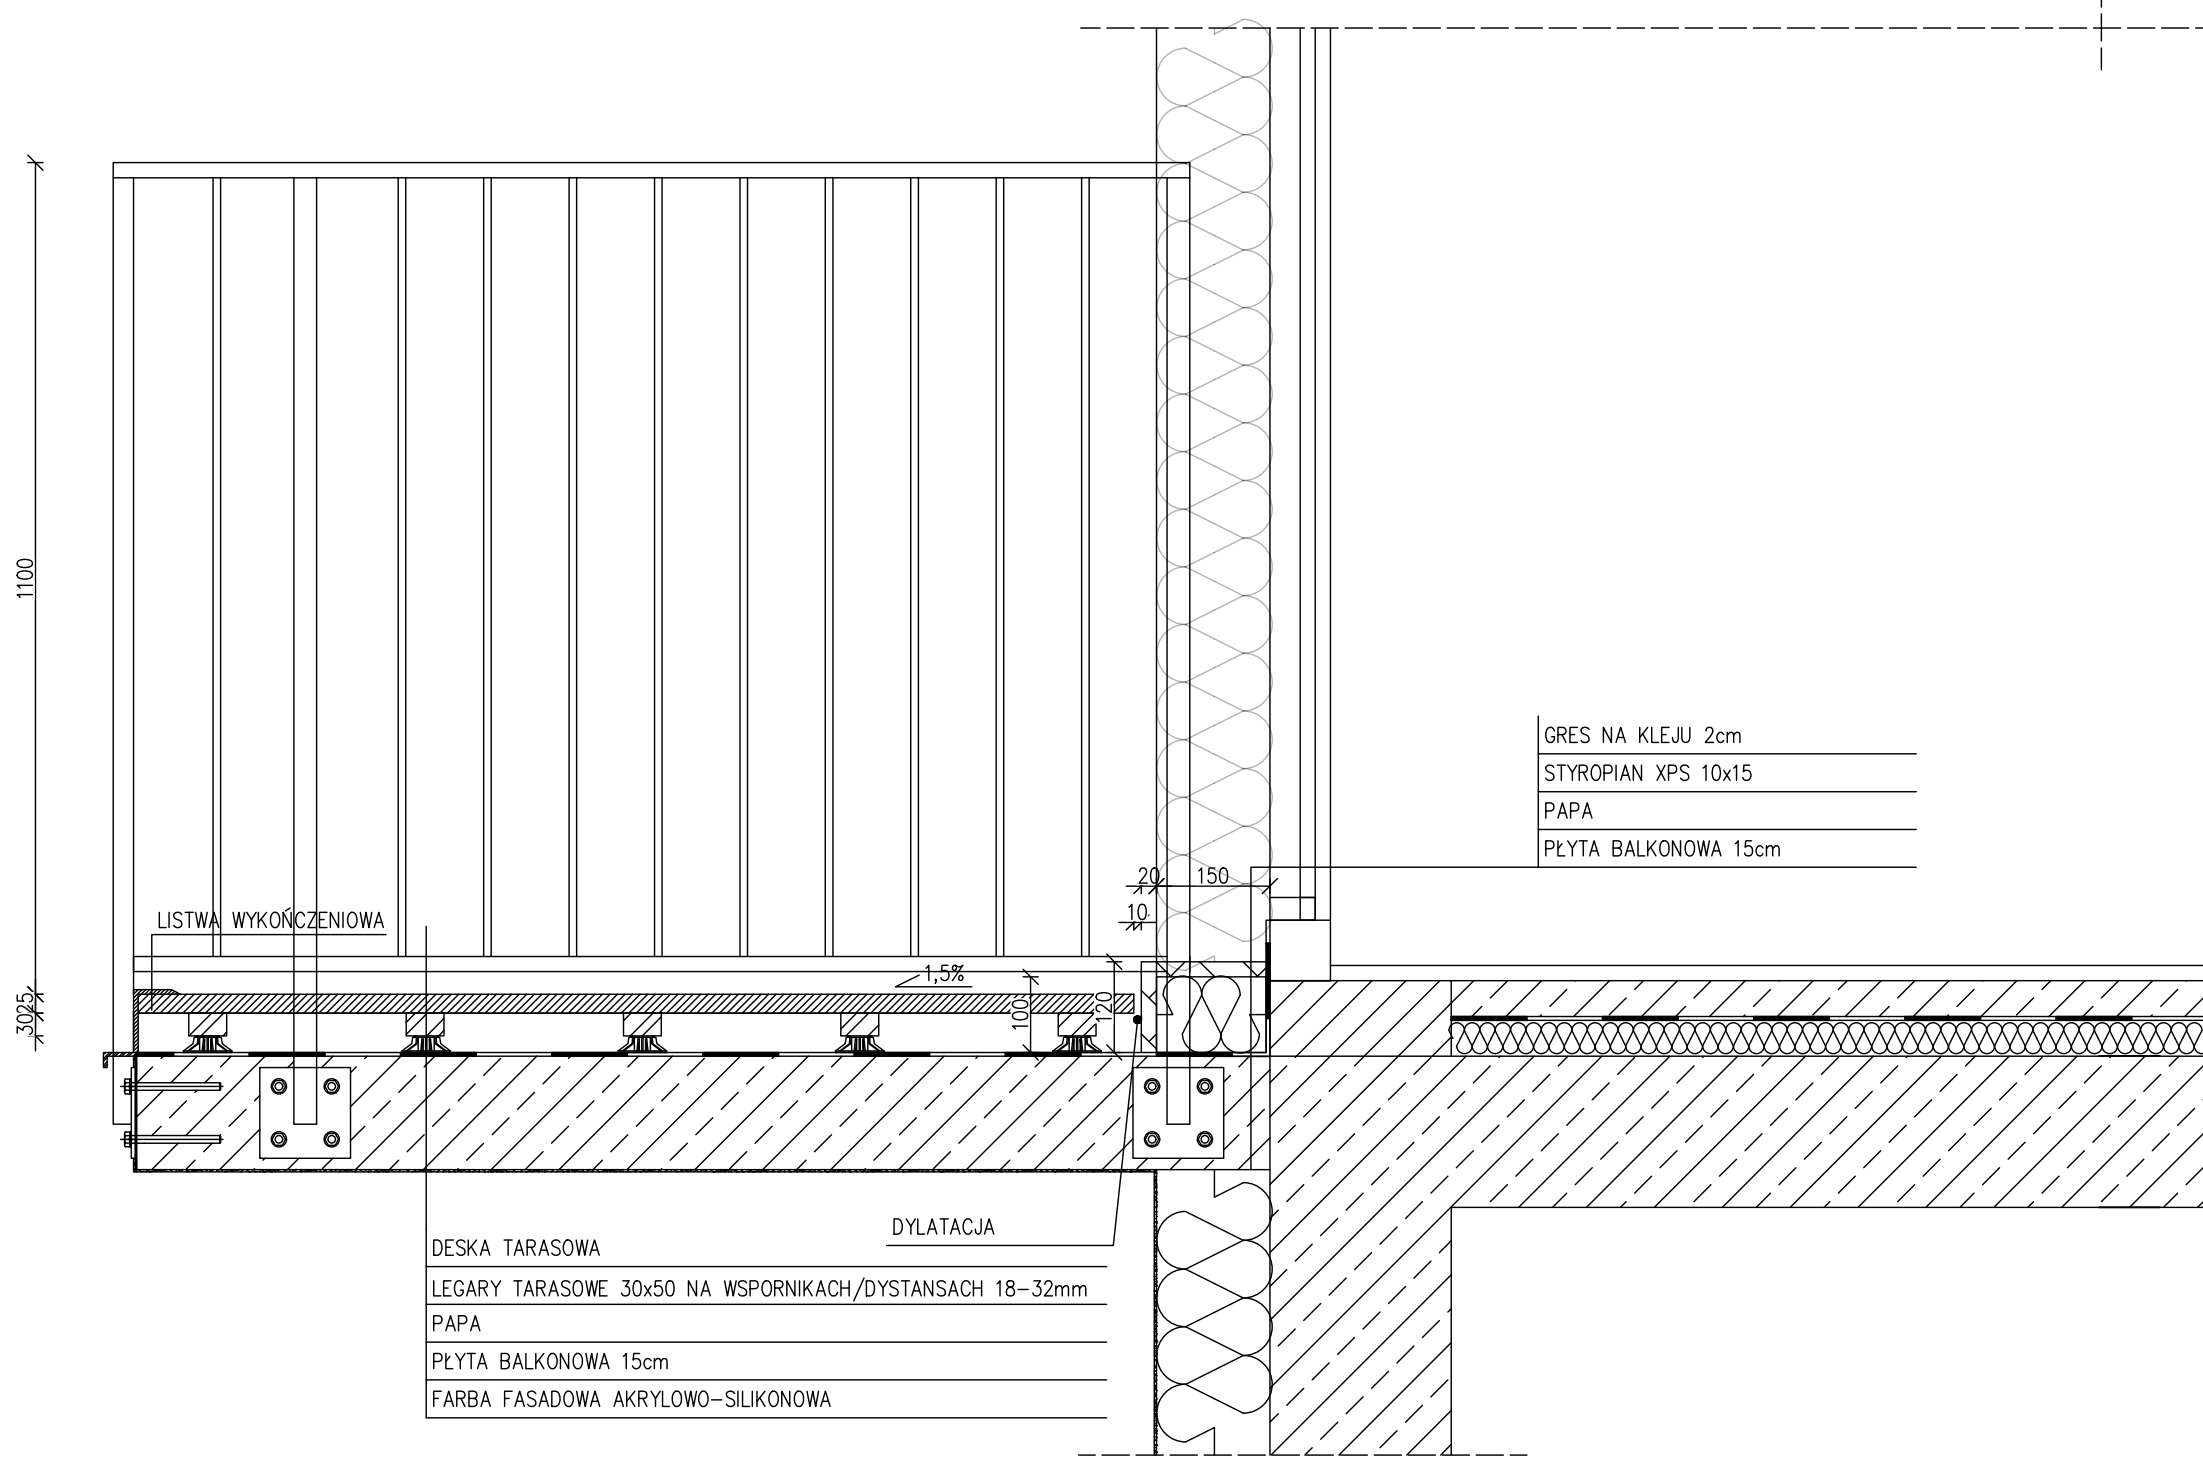 1100
GRES NA KLEJU 2cm
STYROPIAN XPS 10x15
PAPA
PŁYTA BALKONOWA 15cm
20
150
10
LISTWA WYKOŃCZENIOWA
1,5%
100
120
25
30
DYLATACJA
DESKA TARASOWA
LEGARY TARASOWE 30x50 NA WSPORNIKACH/DYSTANSACH 18-32mm
PAPA
PŁYTA BALKONOWA 15cm
FARBA FASADOWA AKRYLOWO-SILIKONOWA